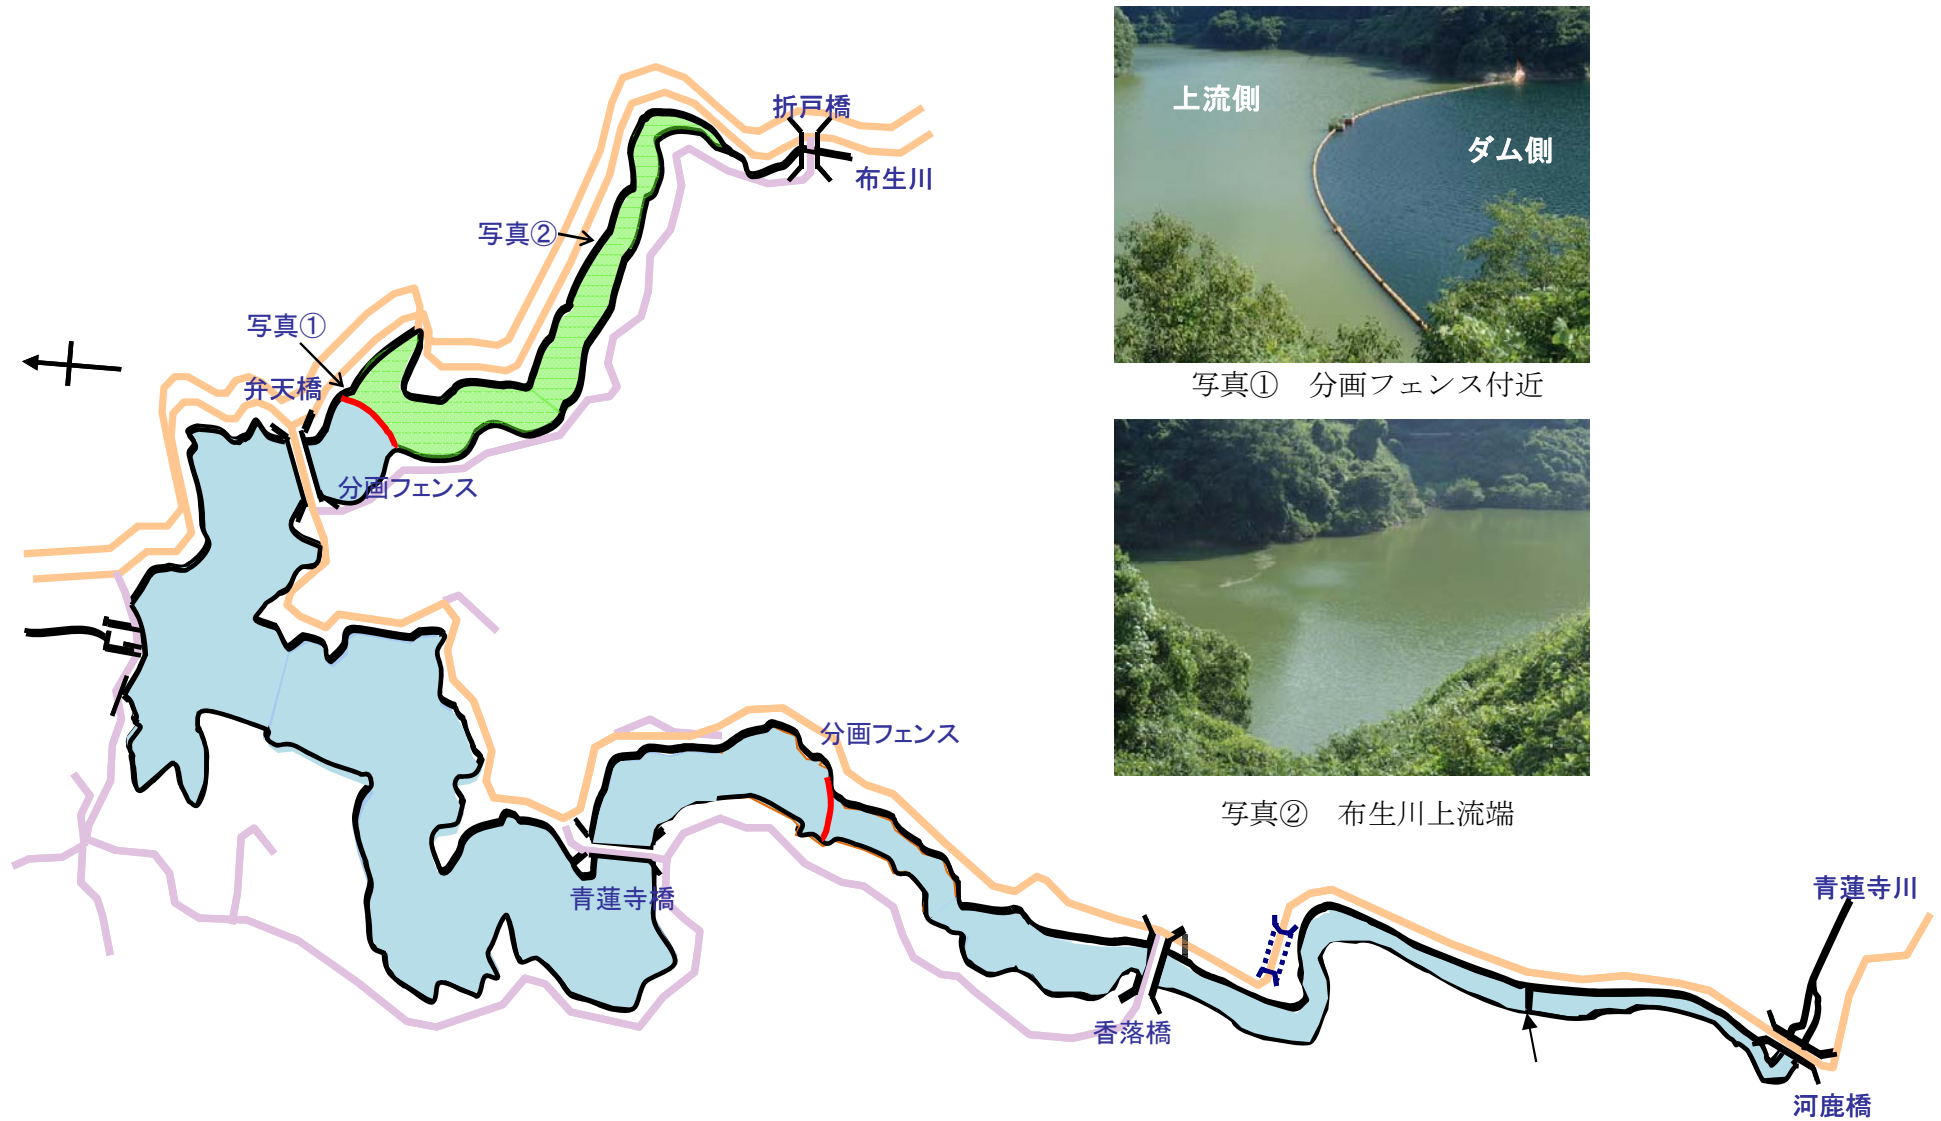 上流側
ダム側
写真①　分画フェンス付近
写真②　布生川上流端
折戸橋
布生川
写真②
写真①
弁天橋
分画フェンス
分画フェンス
青蓮寺橋
香落橋
青蓮寺川
河鹿橋